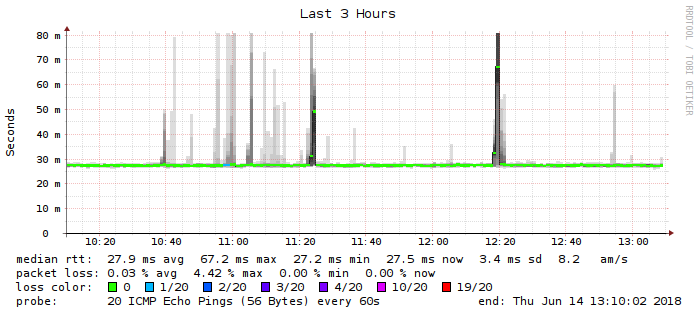 Last 3 Hours
RRDTOOL / TOBI OETIKER
Seconds
80 m
70 m
60 m
50 m
40 m
30 m
20 m
10 m
0
10:20 10:40 11:00 11:20 11:40 12:00 12:20 12:40 13:00
median rtt: 27.9 ms avg 67.2 ms max 27.2 ms min 27.5 ms now 3.4 ms sd 8.2 am/s
packet loss: 0.03 % avg 4.42 % max 0.00 % min 0.00 % now
loss color: 0 1/20 2/20 3/20 4/20 10/20 19/20
probe: 20 ICMP Echo Pings (56 Bytes) every 60s end: Thu Jun 14 13:10:02 2018